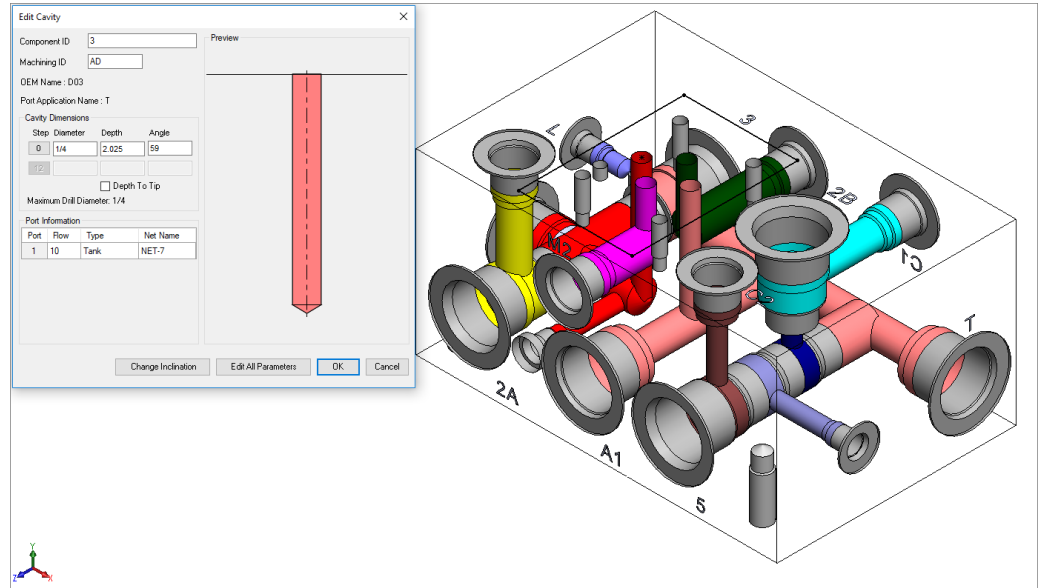 Edit Cavity
Component ID 3
Machining ID AD
OEM Name : D03
Port Application Name : T
Cavity Dimensions
Step Diameter Depth Angle
0 1/4 2.025 59
12
Depth To Tip
Maximum Drill Diameter: 1/4
Port Information
Port Flow Type Net Name
1 10 Tank NET-7
Preview
Change Inclination Edit All Parameters OK Cancel
L
3
2B
M2
C1
C2
T
2A
A1
5
Y
Z X